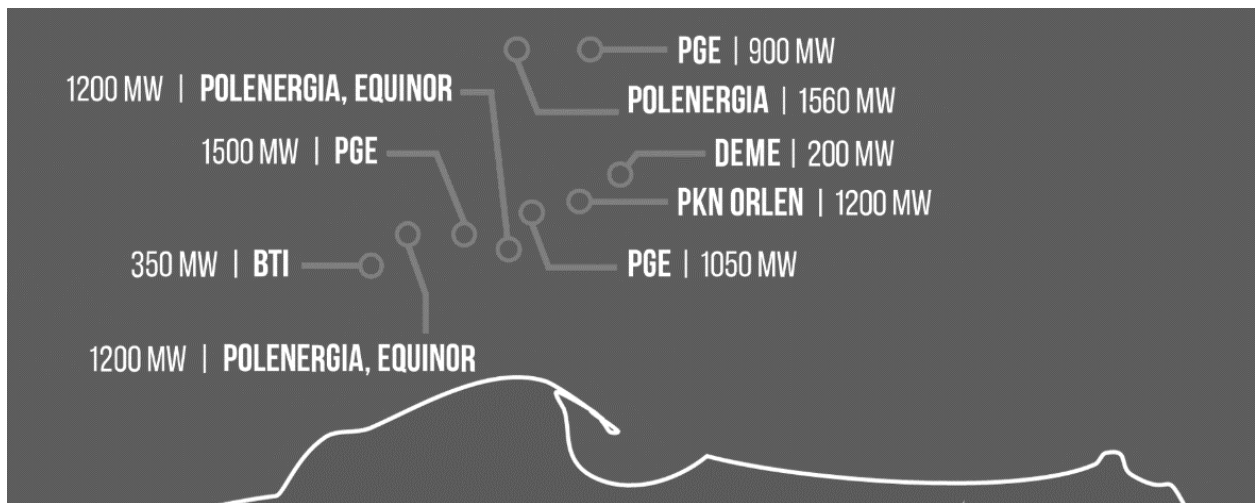 PGE | 900 MW
1200 MW | POLENERGIA, EQUINOR
POLENERGIA | 1560 MW
1500 MW | PGE
DEME | 200 MW
PKN ORLEN | 1200 MW
350 MW | BTI
PGE | 1050 MW
1200 MW | POLENERGIA, EQUINOR